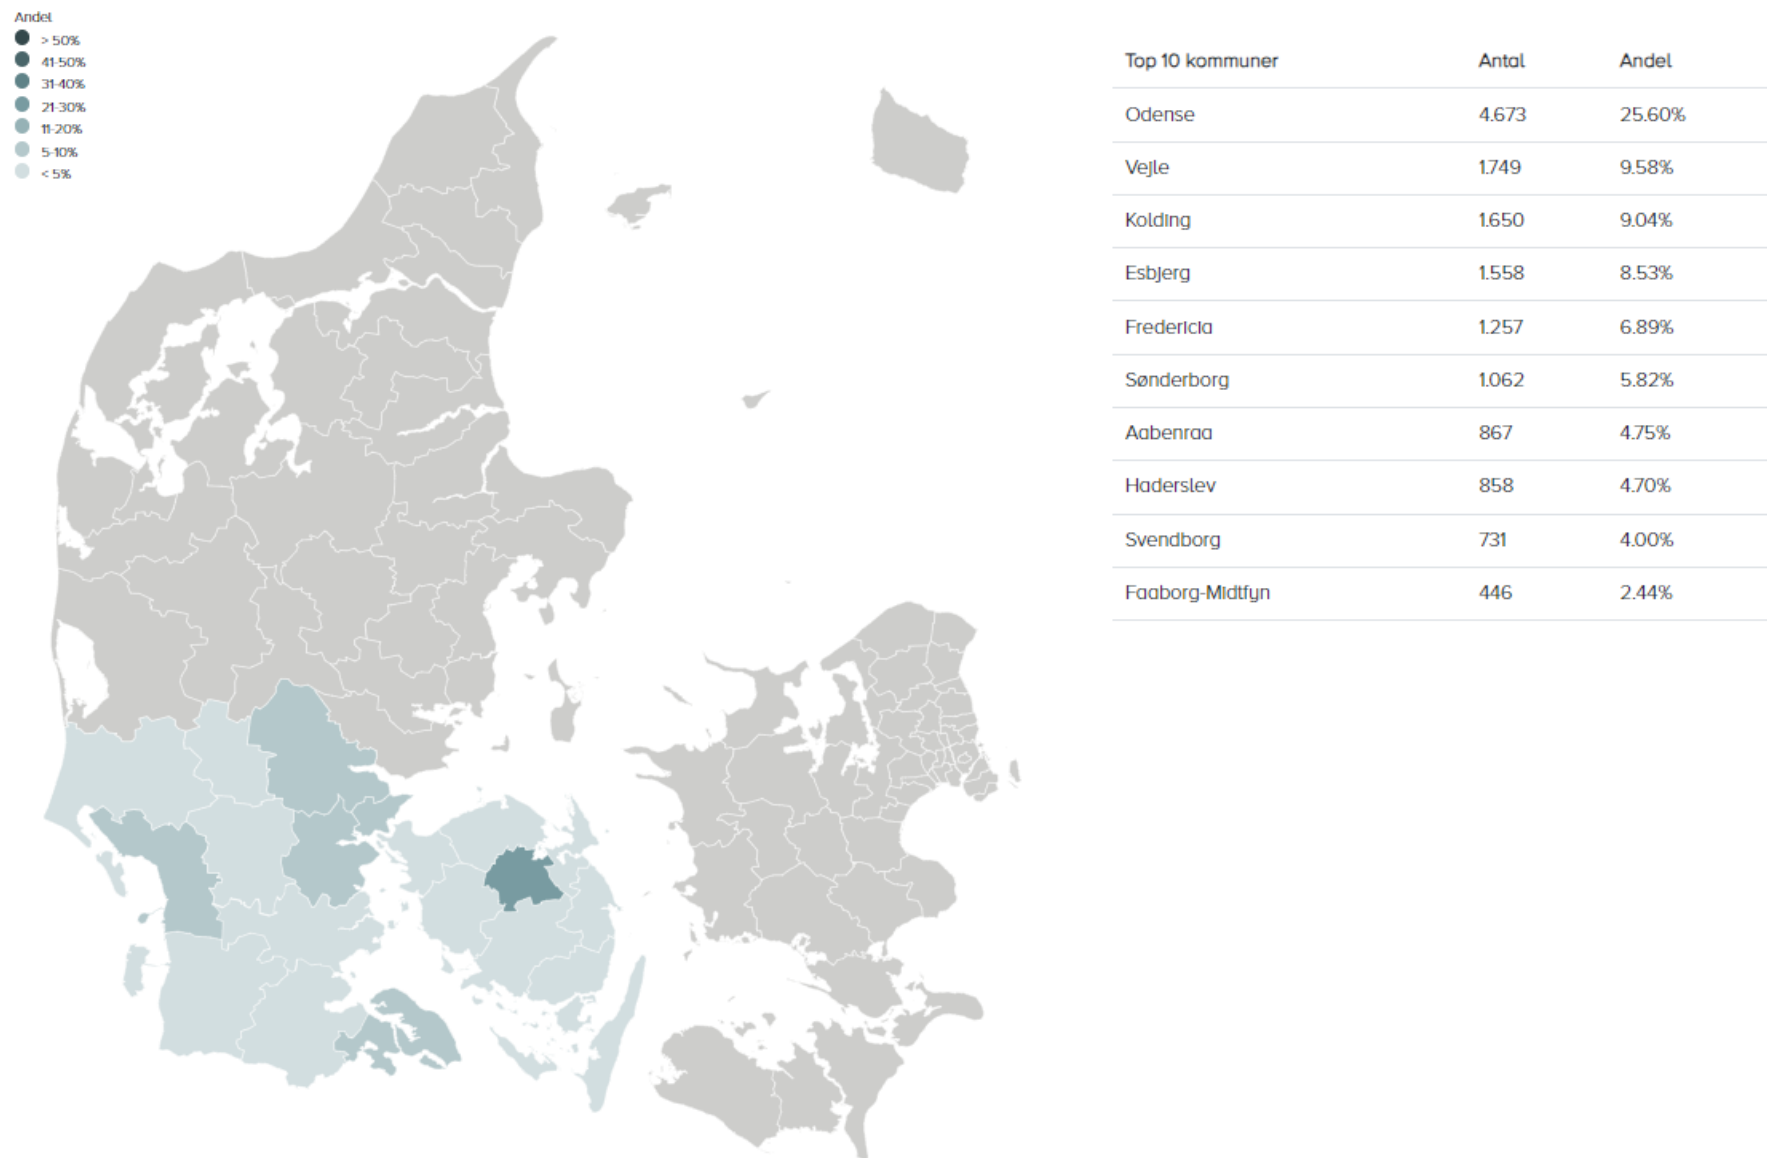 Andel
> 50%
41-50%
31-40%
21-30%
11-20%
5-10%
< 5%
Top 10 kommuner Antal Andel
Odense 4.673 25.60%
Vejle 1.749 9.58%
Kolding 1.650 9.04%
Esbjerg 1.558 8.53%
Fredericia 1.257 6.89%
Sønderborg 1.062 5.82%
Aabenraa 867 4.75%
Haderslev 858 4.70%
Svendborg 731 4.00%
Faaborg-Midtfyn 446 2.44%